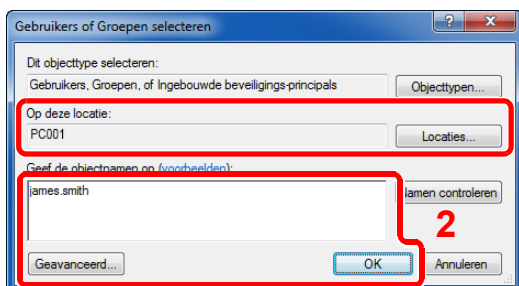 Gebruikers of Groepen selecteren
Dit objecttype selecteren:
Gebruikers, Groepen, of Ingebouwde beveiligings-principals
Objecttypen...
Op deze locatie:
PC001
Locaties...
Geef de objectnamen op (voorbeelden):
james.smith
Namen controleren
2
Geavanceerd...
OK
Annuleren